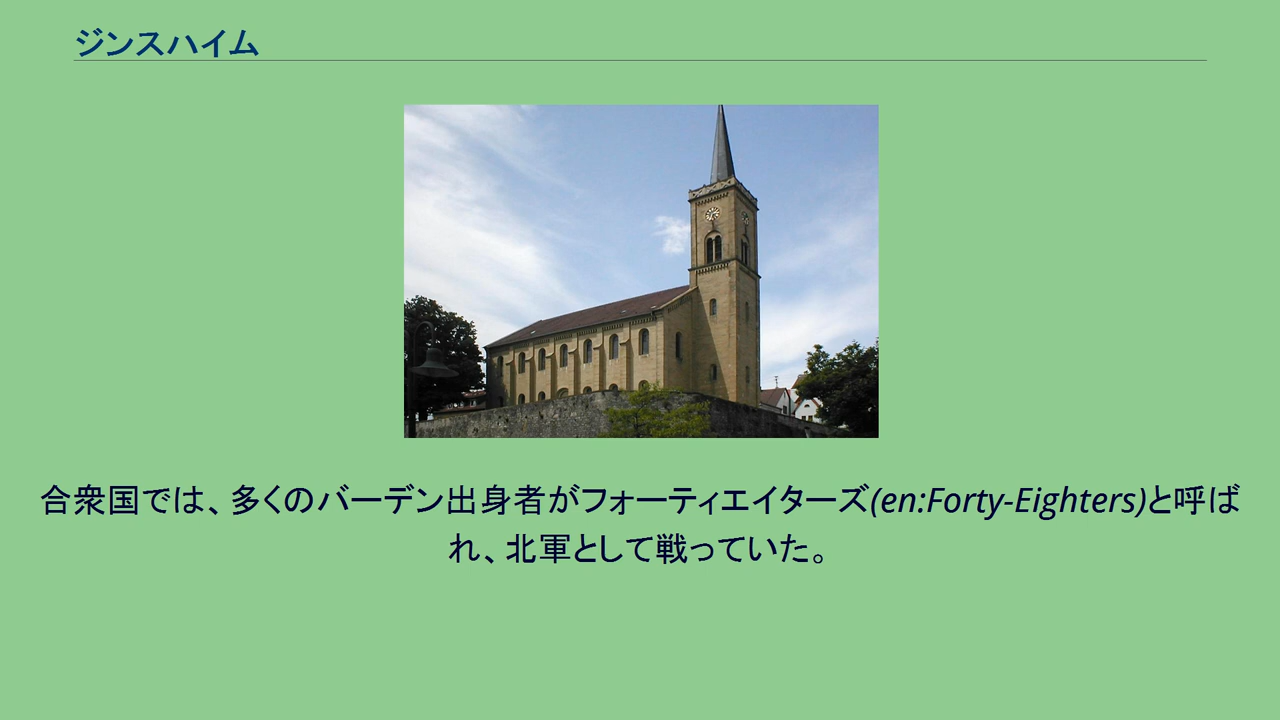 ジンスハイム
合衆国では、多くのバーデン出身者がフォーティエイターズ(en:Forty-Eighters)と呼ば
れ、北軍として戦っていた。